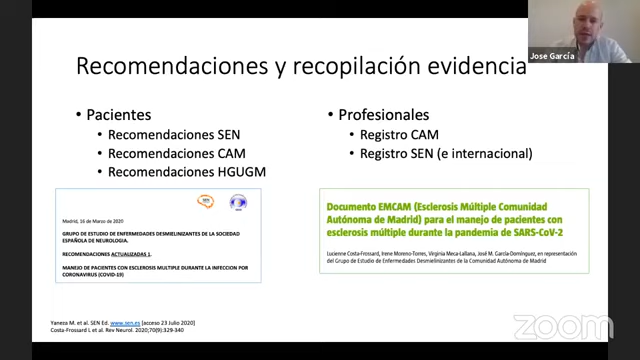 Jose García
Recomendaciones y recopilación evidencia
• Pacientes
• Recomendaciones SEN
• Recomendaciones CAM
• Recomendaciones HGUGM
• Profesionales
• Registro CAM
• Registro SEN (e internacional)
Madrid, 16 de Marzo de 2020
GRUPO DE ESTUDIO DE ENFERMEDADES DESMIELINIZANTES DE LA SOCIEDAD
ESPAÑOLA DE NEUROLOGIA.
RECOMENDACIONES ACTUALIZADAS 1.
MANEJO DE PACIENTES CON ESCLEROSIS MULTIPLE DURANTE LA INFECCION POR
CORONAVIRUS (COVID-19)
Documento EMCAM (Esclerosis Múltiple Comunidad
Autónoma de Madrid) para el manejo de pacientes con
esclerosis múltiple durante la pandemia de SARS-CoV-2
Lucienne Costa-Frossard, Irene Moreno-Torres, Virginia Meca-Lallana, José M. García-Domínguez, en representación
del Grupo de Estudio de Enfermedades Desmielinizantes de la Comunidad Autónoma de Madrid
Yaneza M. et al. SEN Ed. www.sen.es [acceso 23 Julio 2020]
Costa-Frossard L et al. Rev Neurol. 2020;70(9):329-340
zoom